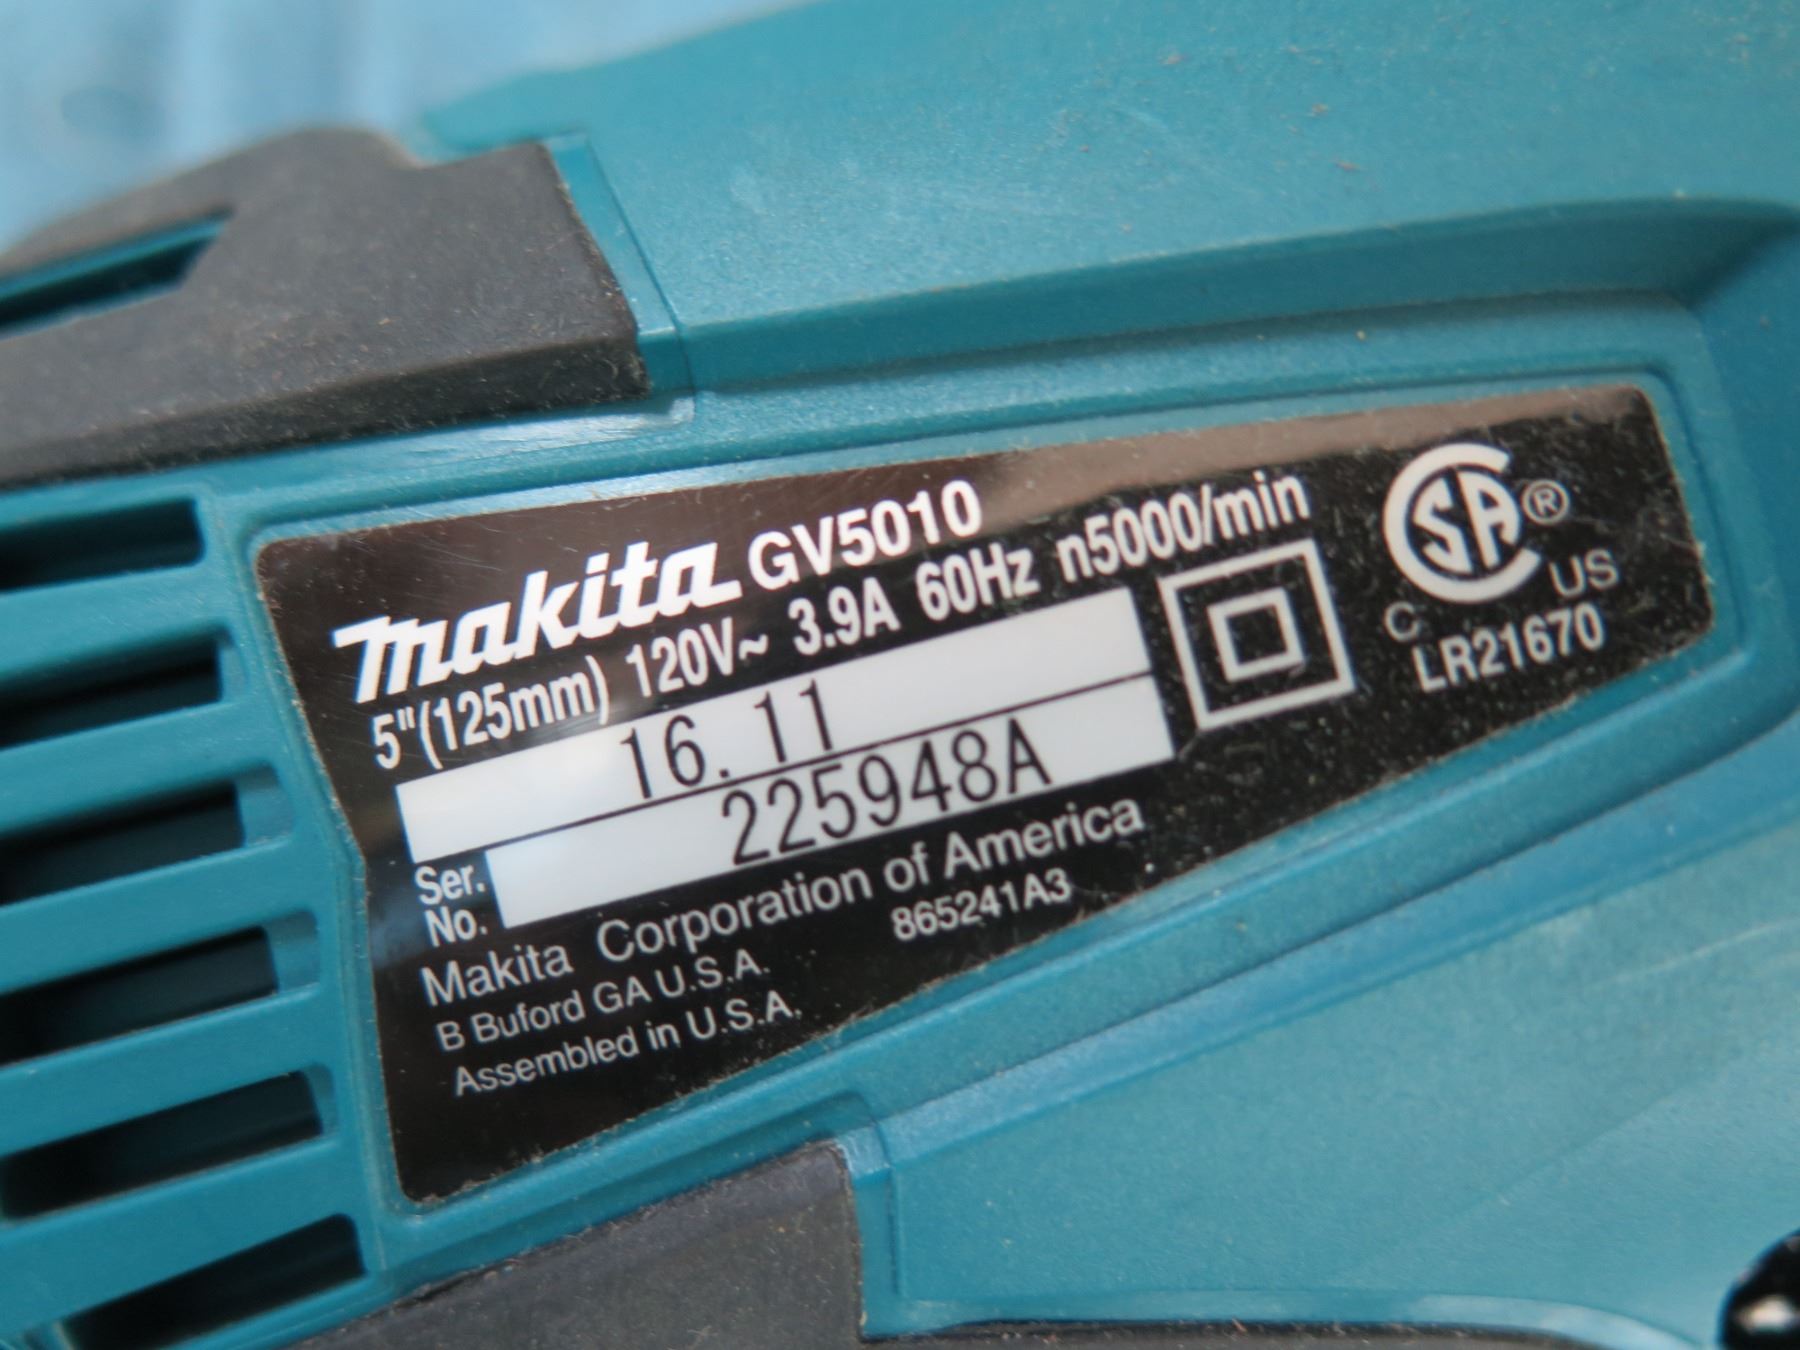 makita GV5010
5"(125mm) 120V~ 3.9A 60Hz n5000/min
16. 11
Ser. No. 225948A
Makita Corporation of America
865241A3
B Buford GA U.S.A.
Assembled in U.S.A.
CSA®
C US
LR21670